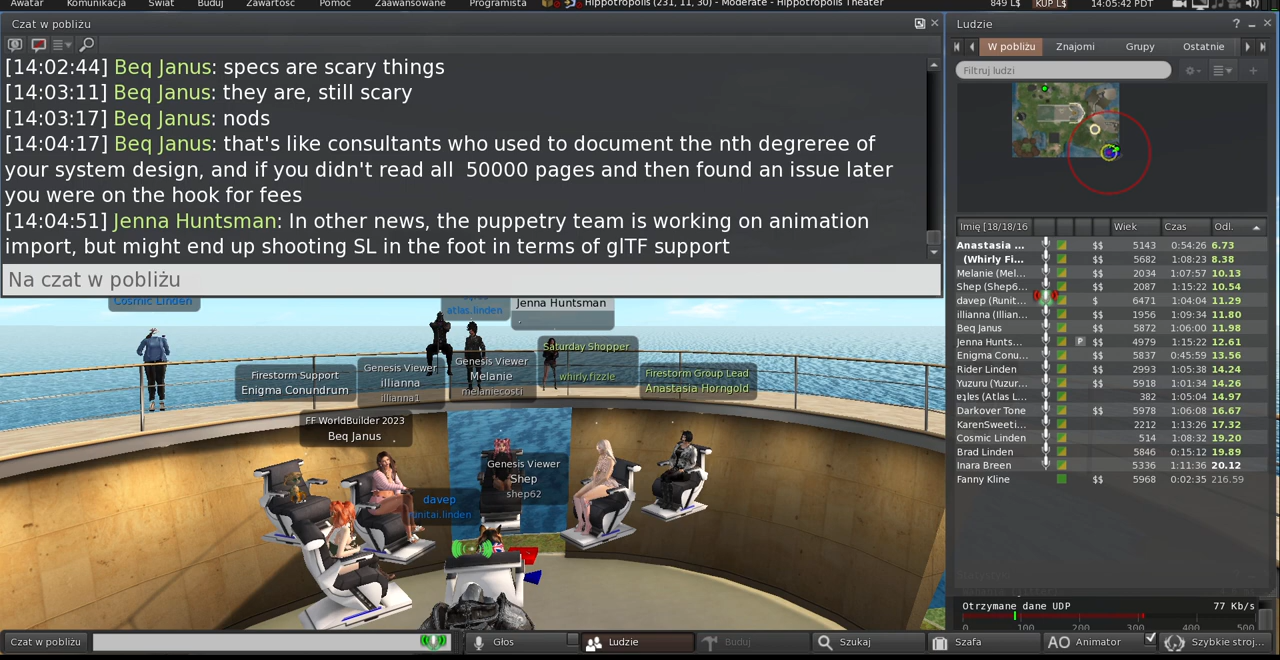 Awatar Komunikacja Świat Buduj Zawartość Pomoc Zaawansowane Programista Hippotropolis (231, 11, 30) - Moderate - Hippotropolis Theater 849 L$ KUP L$ 14:05:42 PDT
Czat w pobliżu
[14:02:44] Beq Janus: specs are scary things
[14:03:11] Beq Janus: they are, still scary
[14:03:17] Beq Janus: nods
[14:04:17] Beq Janus: that's like consultants who used to document the nth degreree of
your system design, and if you didn't read all 50000 pages and then found an issue later
you were on the hook for fees
[14:04:51] Jenna Huntsman: In other news, the puppetry team is working on animation
import, but might end up shooting SL in the foot in terms of glTF support
Na czat w pobliżu
Cosmic Linden
atlas.linden
Jenna Huntsman
Saturday Shopper
whirly.fizzle
Genesis Viewer
Melanie
melaniecosti
Genesis Viewer
illianna
illianna1
Firestorm Support
Enigma Conundrum
Firestorm Group Lead
Anastasia Horngold
FF WorldBuilder 2023
Beq Janus
Genesis Viewer
Shep
shep62
davep
runitai.linden
Ludzie
W pobliżu Znajomi Grupy Ostatnie
Filtruj ludzi
Imię [18/18/16 Wiek Czas Odl.
Anastasia ... $$ 5143 0:54:26 6.73
(Whirly Fi... $$ 5682 1:08:23 8.38
Melanie (Mel... $$ 2034 1:07:57 10.13
Shep (Shep6... $$ 2087 1:15:22 10.54
davep (Runit... $ 6471 1:04:04 11.29
illianna (Illian... $$ 1956 1:09:34 11.80
Beq Janus $$ 5872 1:06:00 11.98
Jenna Hunts... P $$ 4979 1:15:22 12.61
Enigma Conu... $$ 5837 0:45:59 13.56
Rider Linden $$ 2993 1:05:38 14.24
Yuzuru (Yuzur... $$ 5918 1:01:34 14.26
(Atlas L... 382 1:05:04 14.97
Darkover Tone $$ 5978 1:06:08 16.67
KarenSweeti... 2212 1:13:26 17.32
Cosmic Linden 514 1:08:32 19.20
Brad Linden 5846 0:15:12 19.89
Inara Breen 5336 1:11:36 20.12
Fanny Kline $$ 5968 0:02:35 216.59
Otrzymane dane UDP 77 Kb/s
0 100 200 300 400 500
Czat w pobliżu Głos Ludzie Buduj Szukaj Szafa AO Animator Szybkie stroj...